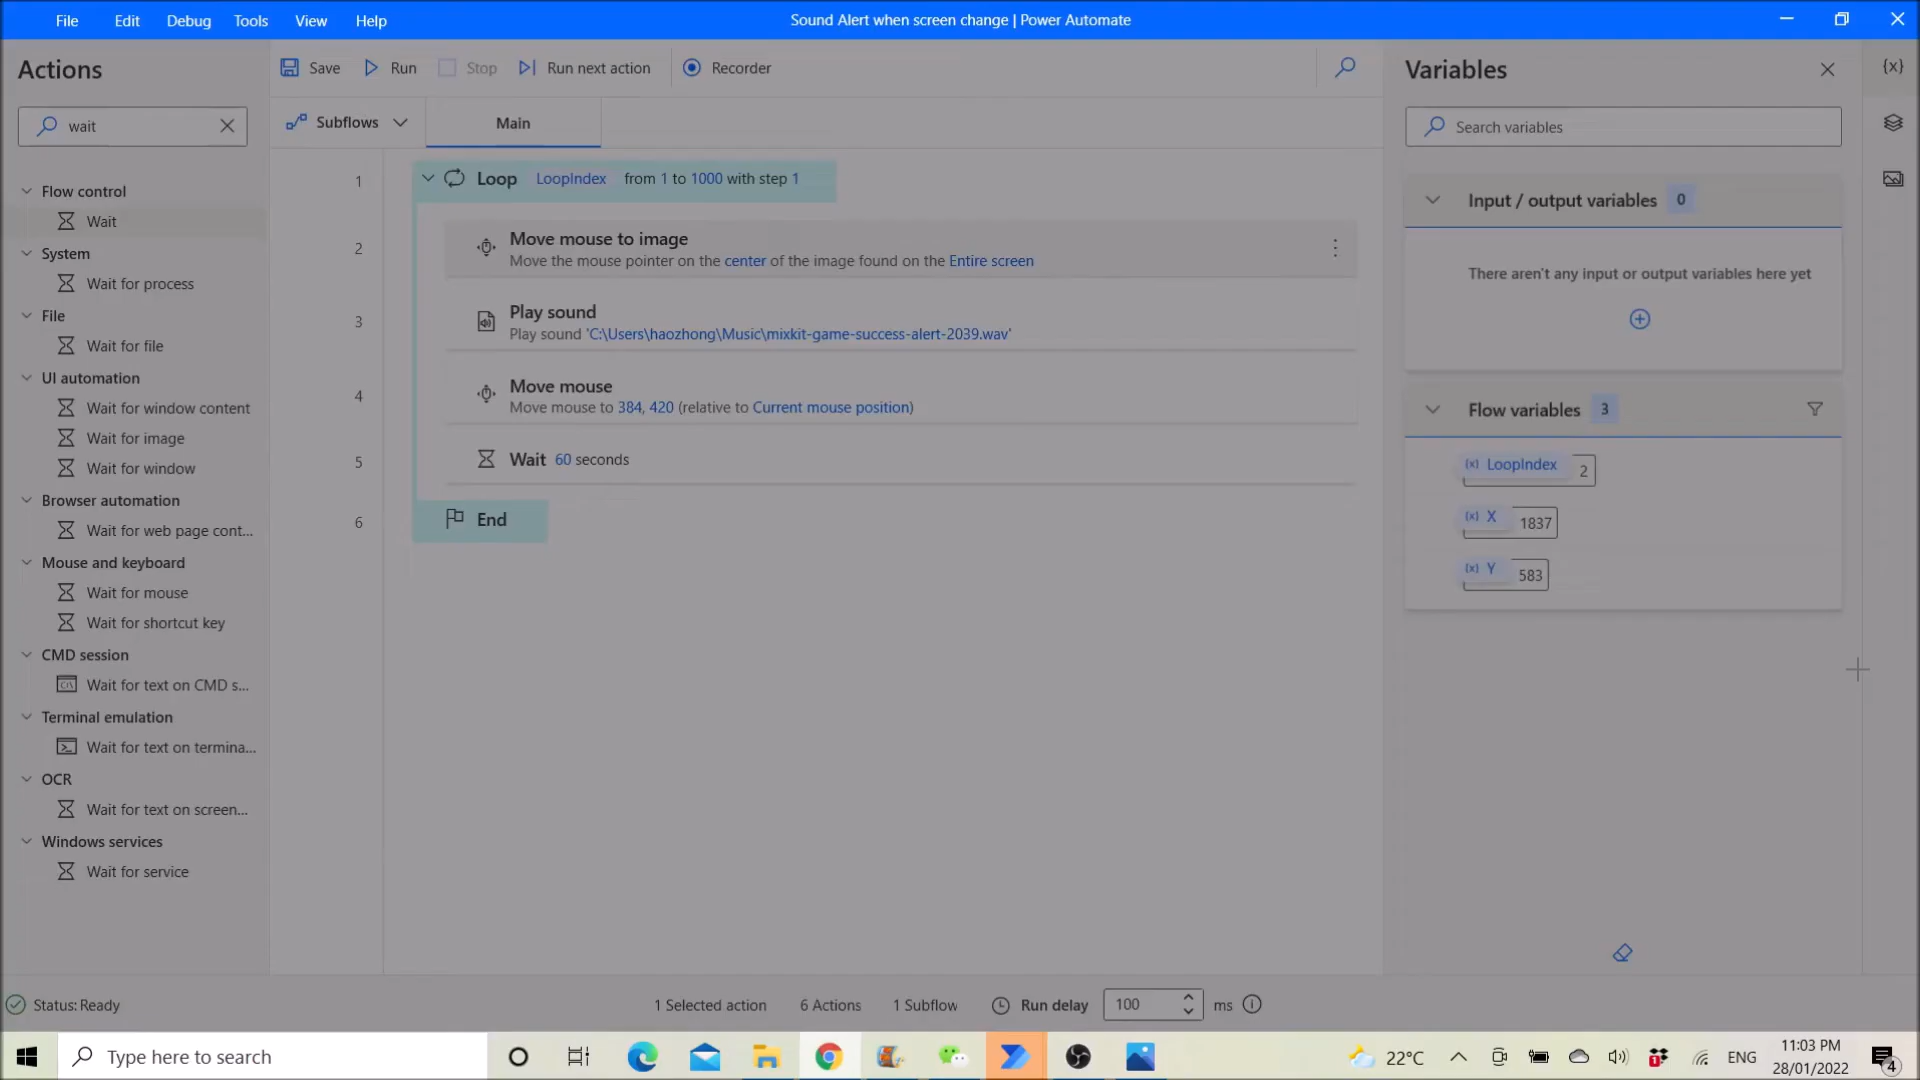 File Edit Debug Tools View Help
Sound Alert when screen change | Power Automate
Actions
wait
Flow control
Wait
System
Wait for process
File
Wait for file
UI automation
Wait for window content
Wait for image
Wait for window
Browser automation
Wait for web page cont...
Mouse and keyboard
Wait for mouse
Wait for shortcut key
CMD session
Wait for text on CMD s...
Terminal emulation
Wait for text on termina...
OCR
Wait for text on screen...
Windows services
Wait for service
Save Run Stop Run next action Recorder
Subflows Main
1 Loop LoopIndex from 1 to 1000 with step 1
2 Move mouse to image
Move the mouse pointer on the center of the image found on the Entire screen
3 Play sound
Play sound 'C:\Users\haozhong\Music\mixkit-game-success-alert-2039.wav'
4 Move mouse
Move mouse to 384, 420 (relative to Current mouse position)
5 Wait 60 seconds
6 End
Variables
{x}
Search variables
Input / output variables 0
There aren't any input or output variables here yet
Flow variables 3
(x) LoopIndex 2
(x) X 1837
(x) Y 583
Status: Ready
1 Selected action 6 Actions 1 Subflow Run delay 100 ms
Type here to search
22°C
1
ENG
11:03 PM
28/01/2022
4